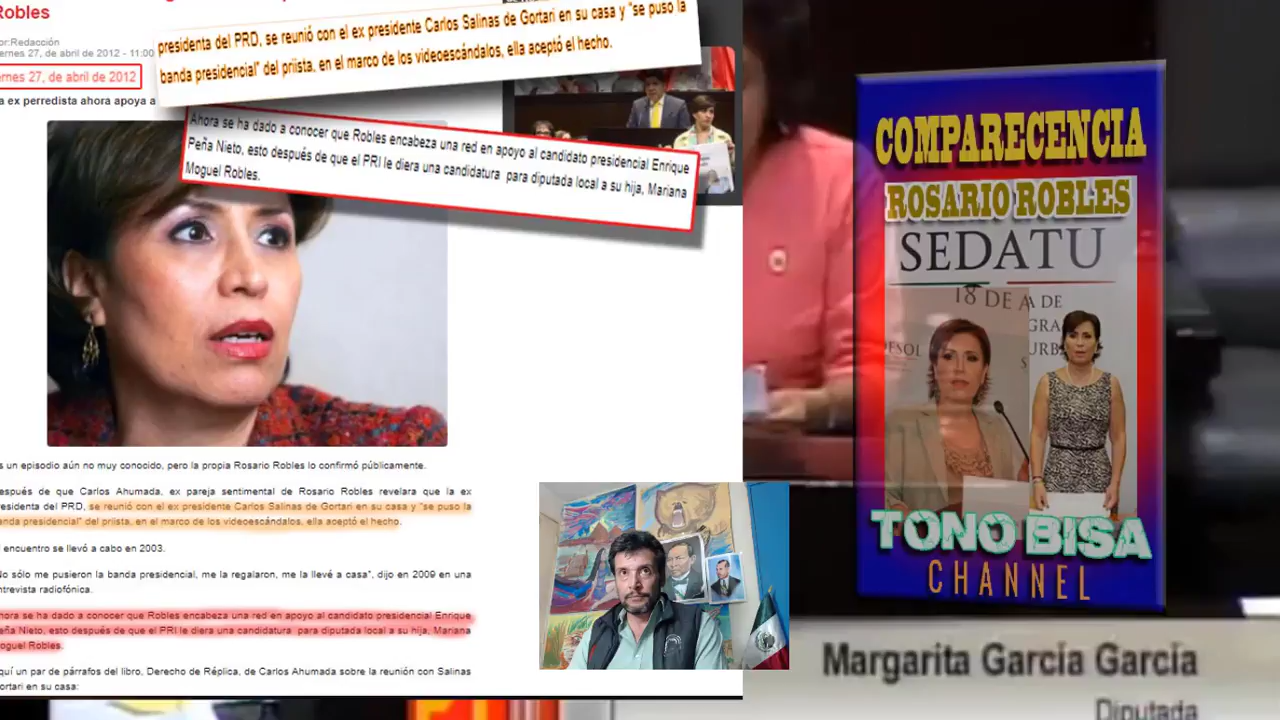 Robles
or:Redacción
ernes 27, de abril de 2012 - 11:00
ernes 27, de abril de 2012
a ex perredista ahora apoya a
presidenta del PRD, se reunió con el ex presidente Carlos Salinas de Gortari en su casa y "se puso la
banda presidencial" del priista, en el marco de los videoescándalos, ella aceptó el hecho.
Ahora se ha dado a conocer que Robles encabeza una red en apoyo al candidato presidencial Enrique
Peña Nieto, esto después de que el PRI le diera una candidatura para diputada local a su hija, Mariana
Moguel Robles.
s un episodio aún no muy conocido, pero la propia Rosario Robles lo confirmó públicamente.
espués de que Carlos Ahumada, ex pareja sentimental de Rosario Robles revelara que la ex
residenta del PRD, se reunió con el ex presidente Carlos Salinas de Gortari en su casa y "se puso la
anda presidencial" del priista, en el marco de los videoescándalos, ella aceptó el hecho.
encuentro se llevó a cabo en 2003.
No sólo me pusieron la banda presidencial, me la regalaron, me la llevé a casa", dijo en 2009 en una
ntrevista radiofónica.
hora se ha dado a conocer que Robles encabeza una red en apoyo al candidato presidencial Enrique
eña Nieto, esto después de que el PRI le diera una candidatura para diputada local a su hija, Mariana
oguel Robles.
quí un par de párrafos del libro, Derecho de Réplica, de Carlos Ahumada sobre la reunión con Salinas
ortari en su casa:
COMPARECENCIA
ROSARIO ROBLES
SEDATU
18 DE A DE
GRA
DESOL
URB
S
TONO BISA
CHANNEL
Margarita García García
Diputada